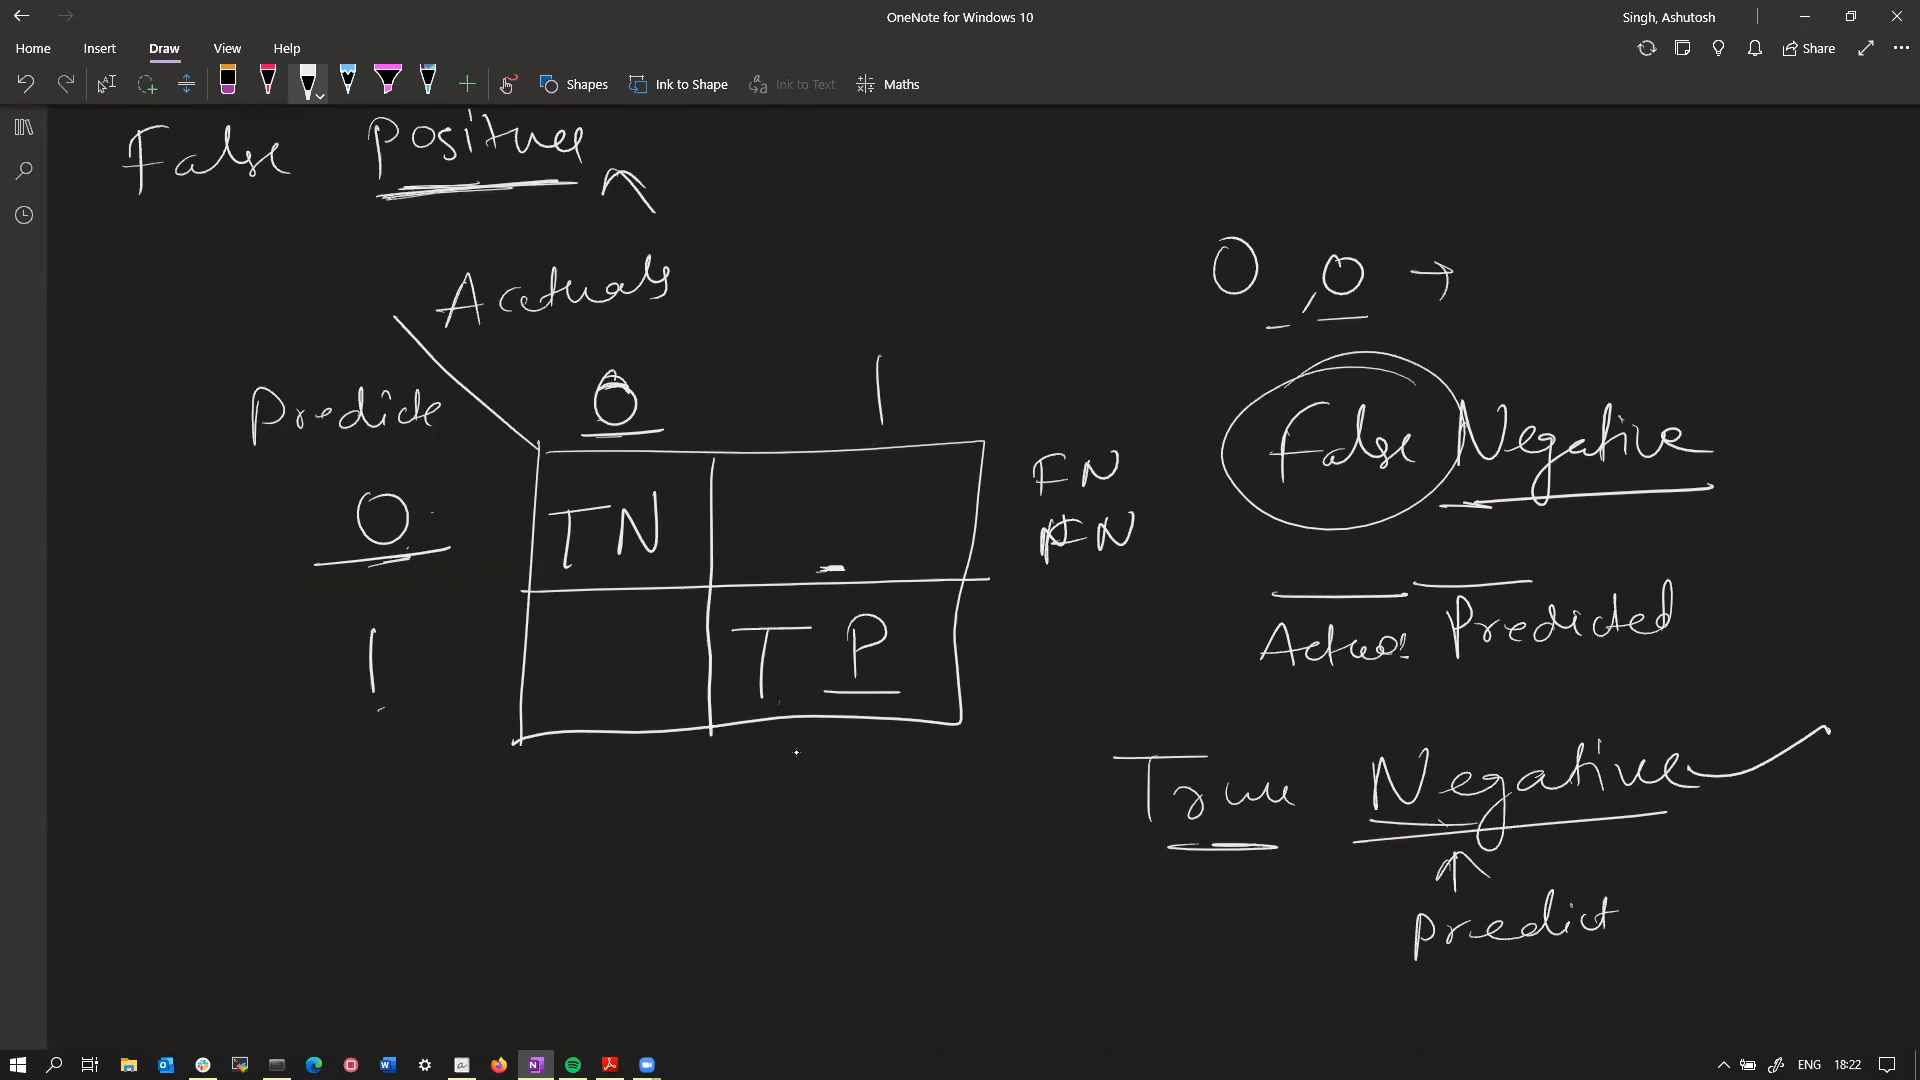 OneNote for Windows 10
Singh, Ashutosh
Home Insert Draw View Help
Share
Shapes Ink to Shape Ink to Text Maths
False Positive
Actuals
Predict
0 1
0 TN
FN
1 T P
0, 0 →
False Negative
Actual Predicted
True Negative
Predict
ENG 18:22